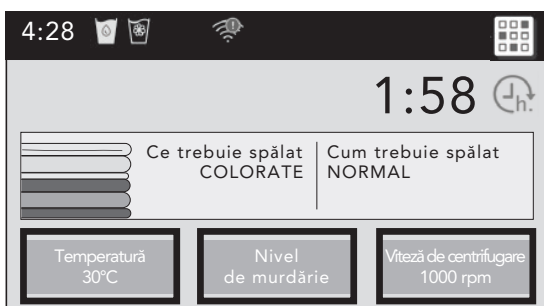 4:28
1:58 h.
Ce trebuie spălat
COLORATE
Cum trebuie spălat
NORMAL
Temperatură
30°C
Nivel
de murdărie
Viteză de centrifugare
1000 rpm